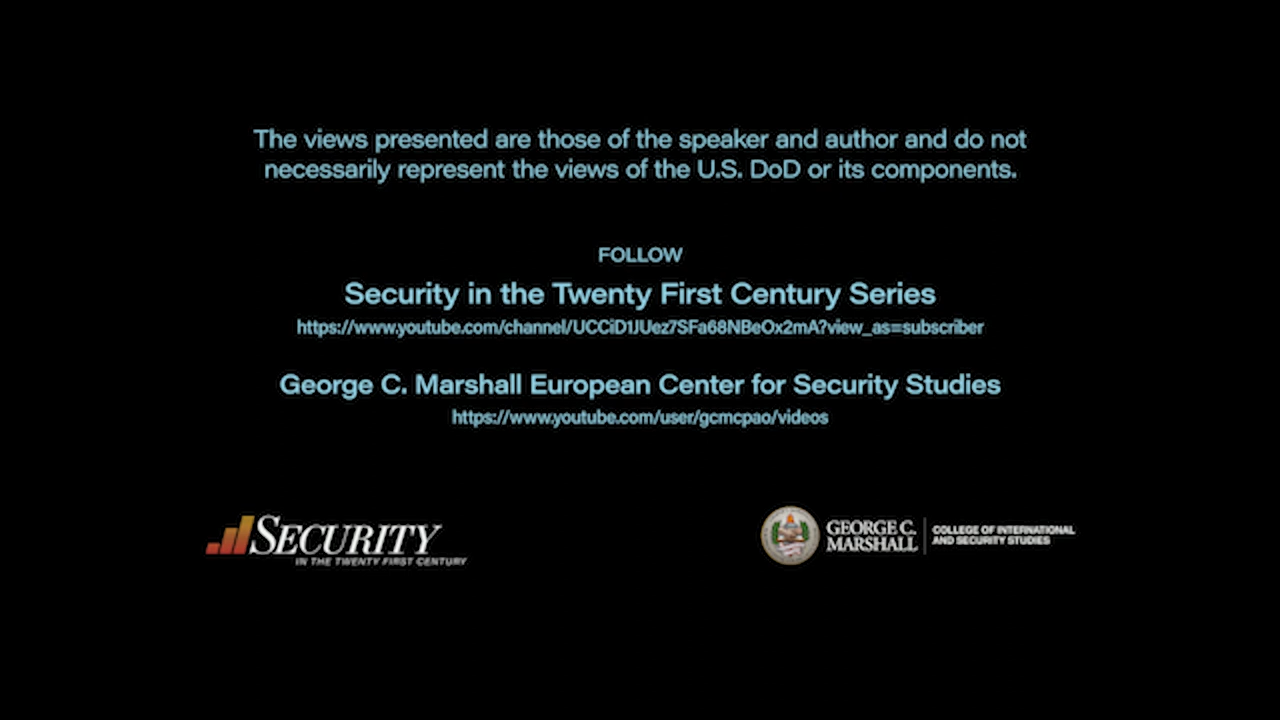 The views presented are those of the speaker and author and do not
necessarily represent the views of the U.S. DoD or its components.
FOLLOW
Security in the Twenty First Century Series
https://www.youtube.com/channel/UCCiD1JUez7SFa68NBeOx2mA?view_as=subscriber
George C. Marshall European Center for Security Studies
https://www.youtube.com/user/gcmcpao/videos
SECURITY
IN THE TWENTY FIRST CENTURY
GEORGE C.
MARSHALL
COLLEGE OF INTERNATIONAL
AND SECURITY STUDIES